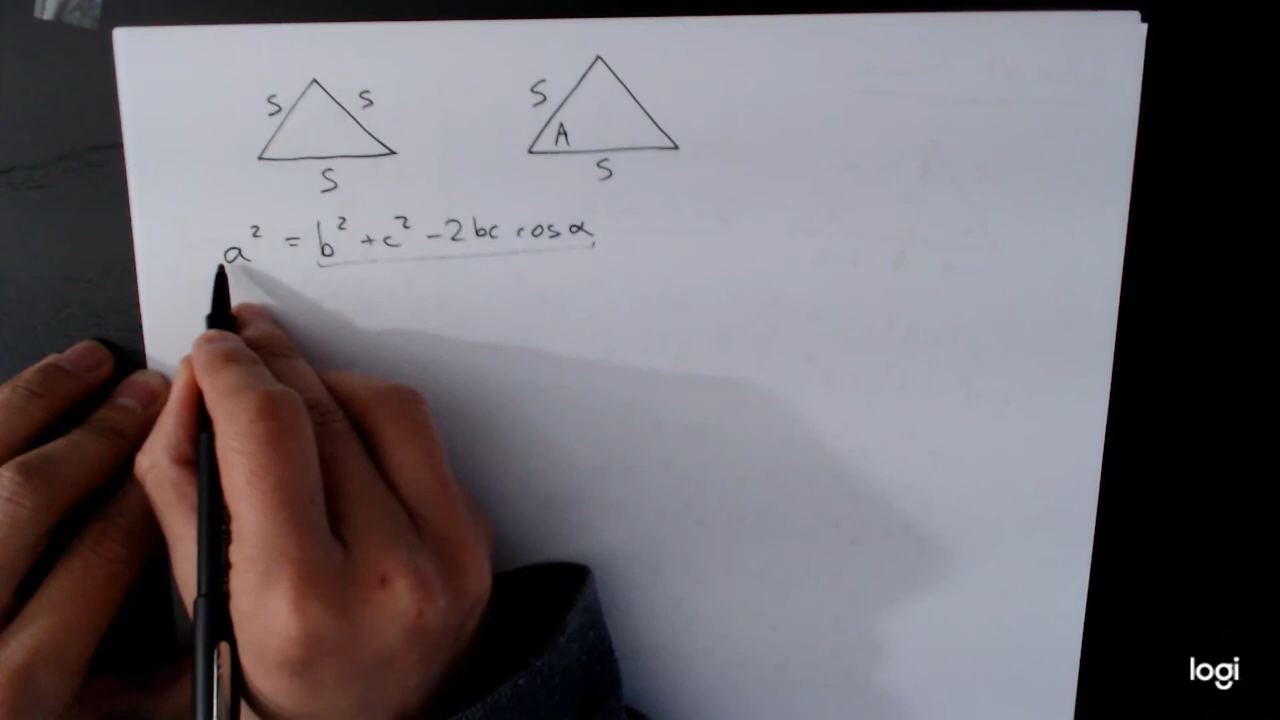 S S S
S A S
a² = b² + c² - 2bc cos α
logi